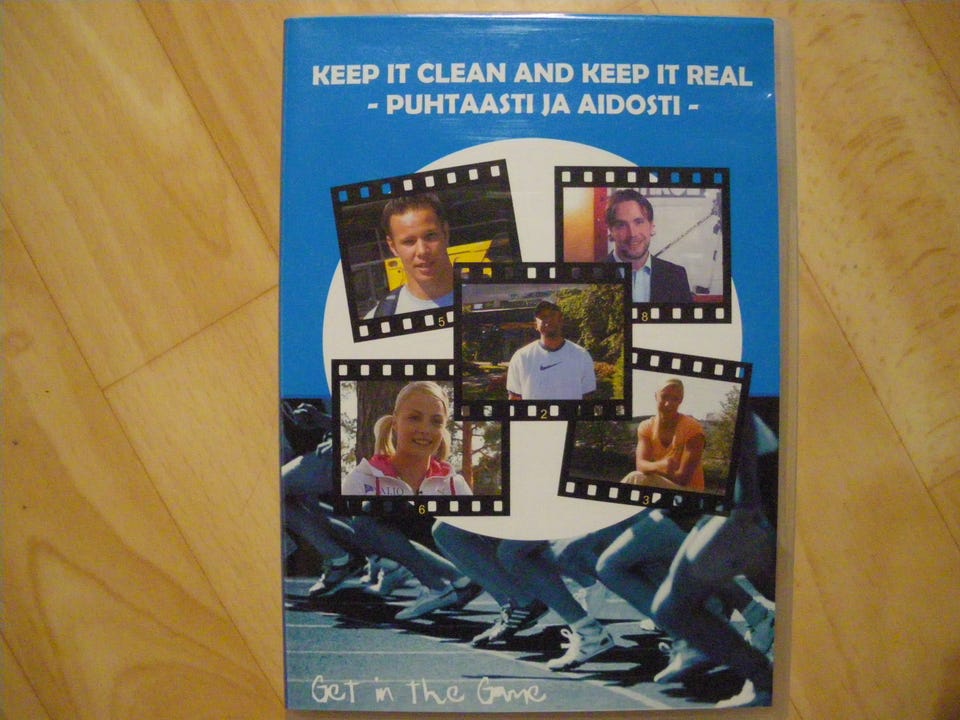 KEEP IT CLEAN AND KEEP IT REAL
- PUHTAASTI JA AIDOSTI -
5
8
2
6
3
Get in the Game